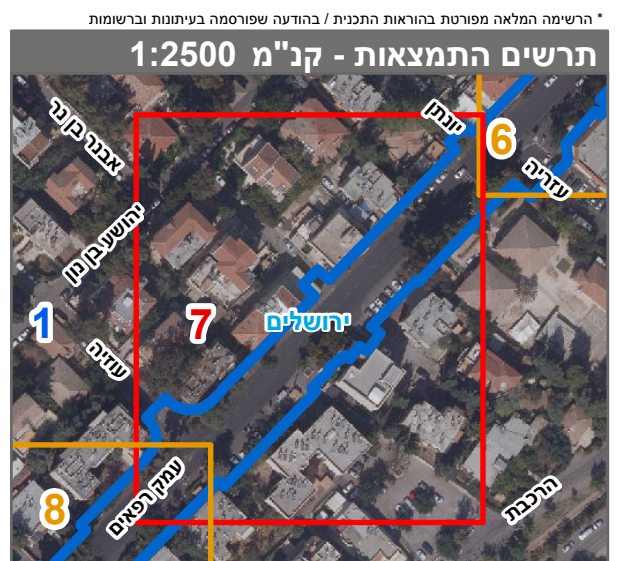 * הרשימה המלאה מפורטת בהוראות התכנית / בהודעה שפורסמה בעיתונות וברשומות
תרשים התמצאות - קנ"מ 1:2500
אבנר בן נר
יונתן
6
עזריה
יהושע בן נון
1
7
ירושלים
עוזיה
8
עמק רפאים
הרכבת